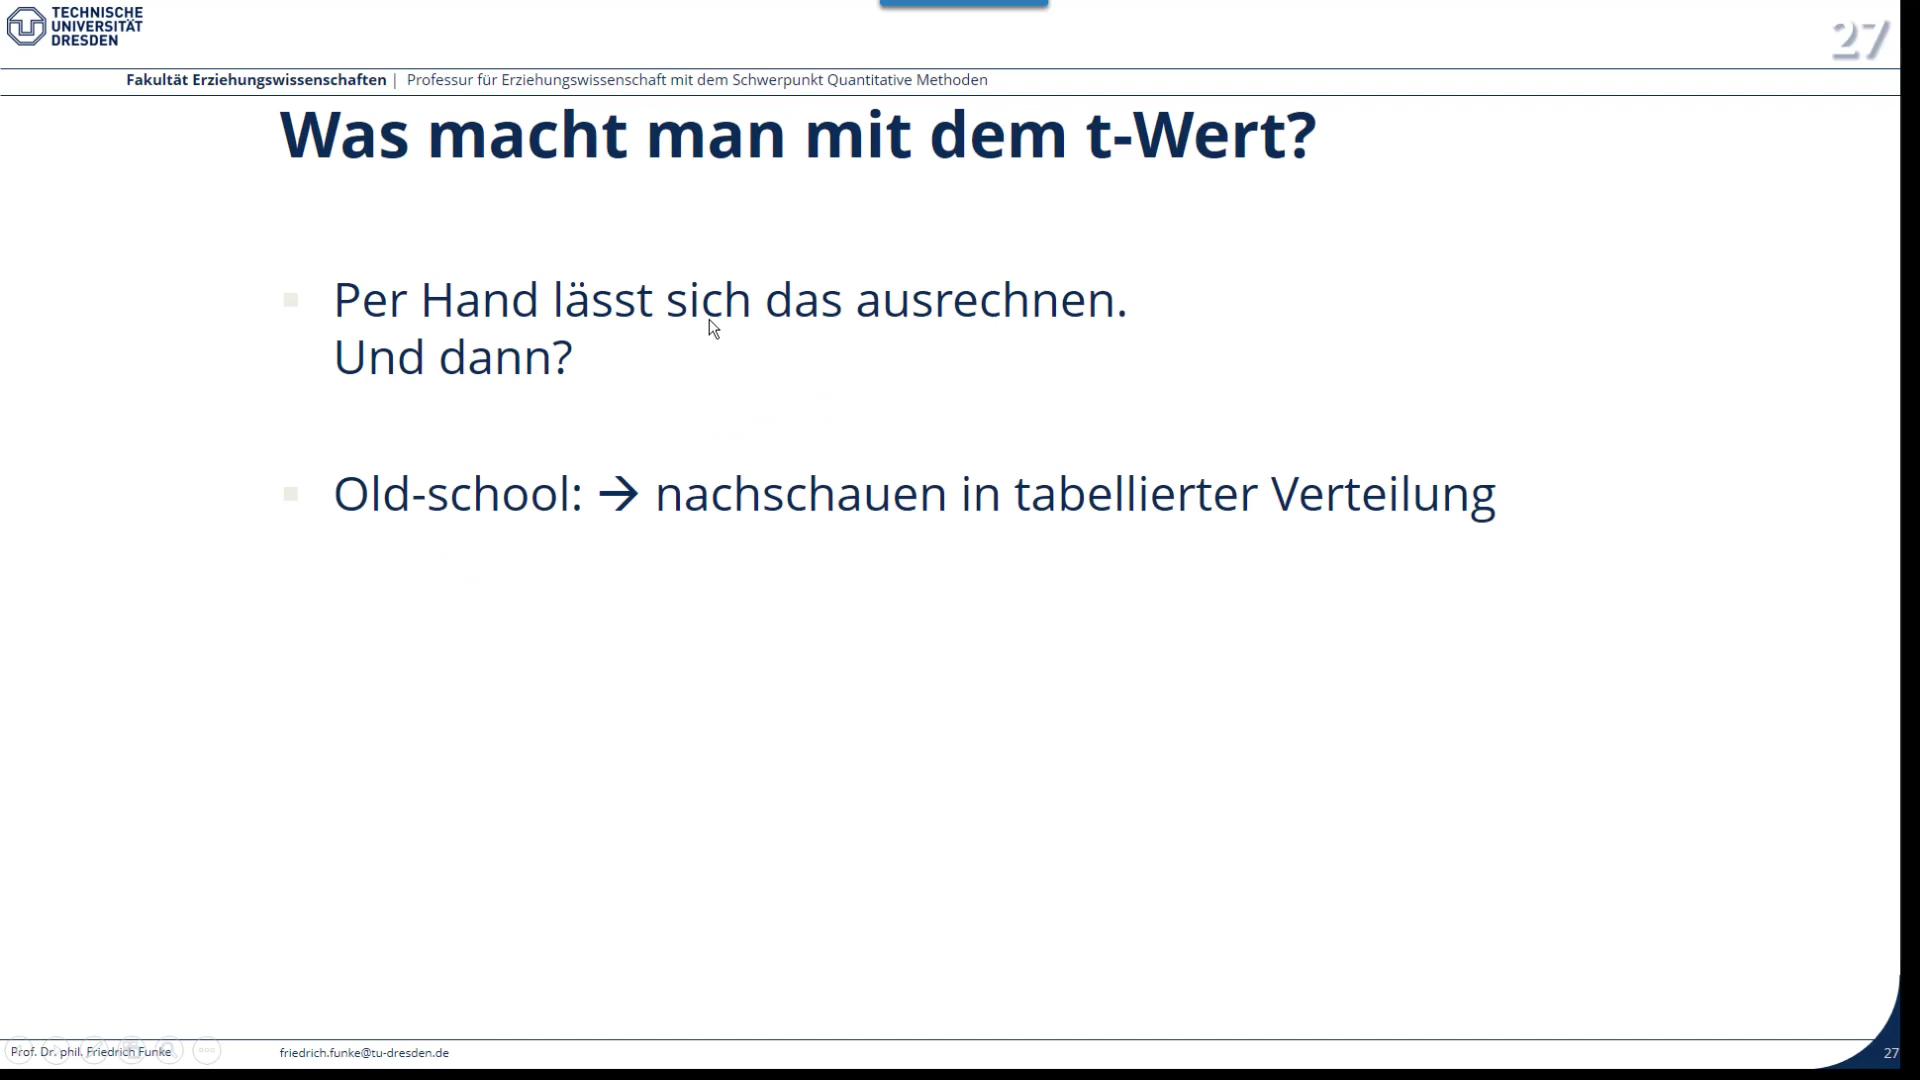 TECHNISCHE
UNIVERSITÄT
DRESDEN
27
Fakultät Erziehungswissenschaften | Professur für Erziehungswissenschaft mit dem Schwerpunkt Quantitative Methoden
Was macht man mit dem t-Wert?
Per Hand lässt sich das ausrechnen.
Und dann?
Old-school: → nachschauen in tabellierter Verteilung
Prof. Dr. phil. Friedrich Funke
friedrich.funke@tu-dresden.de
27